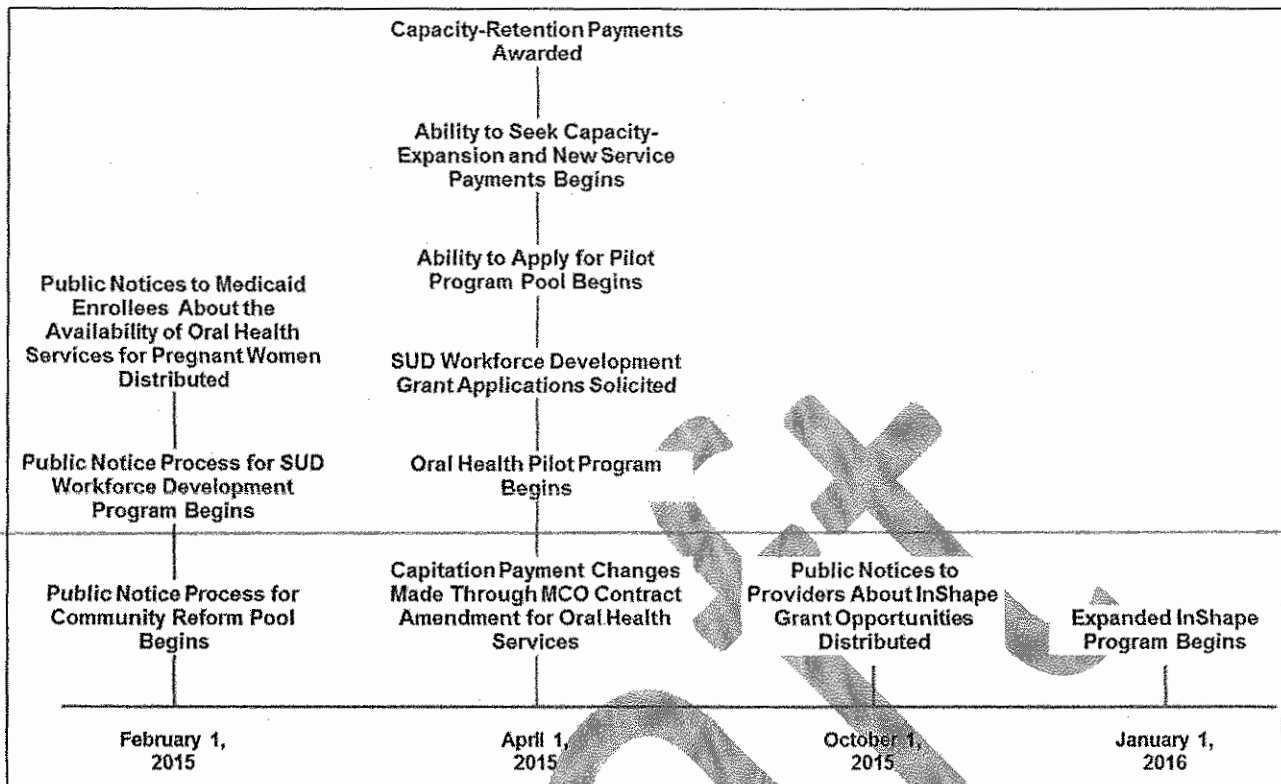 Capacity-Retention Payments
Awarded
Ability to Seek Capacity-
Expansion and New Service
Payments Begins
Ability to Apply for Pilot
Program Pool Begins
Public Notices to Medicaid
Enrollees About the
Availability of Oral Health
Services for Pregnant Women
Distributed
SUD Workforce Development
Grant Applications Solicited
Public Notice Process for SUD
Workforce Development
Program Begins
Oral Health Pilot Program
Begins
Public Notice Process for
Community Reform Pool
Begins
Capitation Payment Changes
Made Through MCO Contract
Amendment for Oral Health
Services
Public Notices to
Providers About InShape
Grant Opportunities
Distributed
Expanded InShape
Program Begins
February 1,
2015
April 1,
2015
October 1,
2015
January 1,
2016